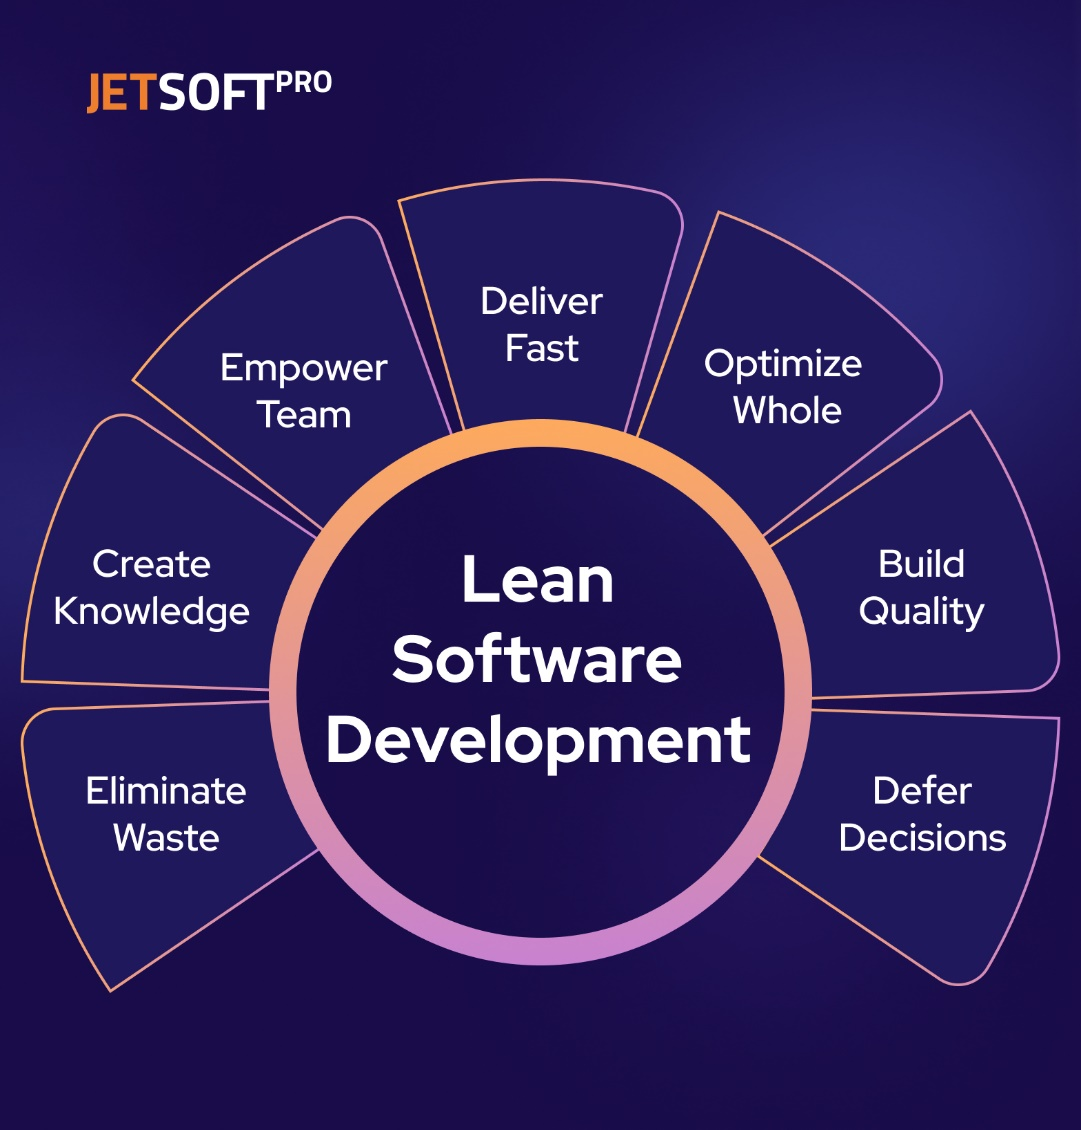 JETSOFTPRO
Deliver
Fast
Empower
Team
Optimize
Whole
Create
Knowledge
Build
Quality
Lean
Software
Development
Eliminate
Waste
Defer
Decisions